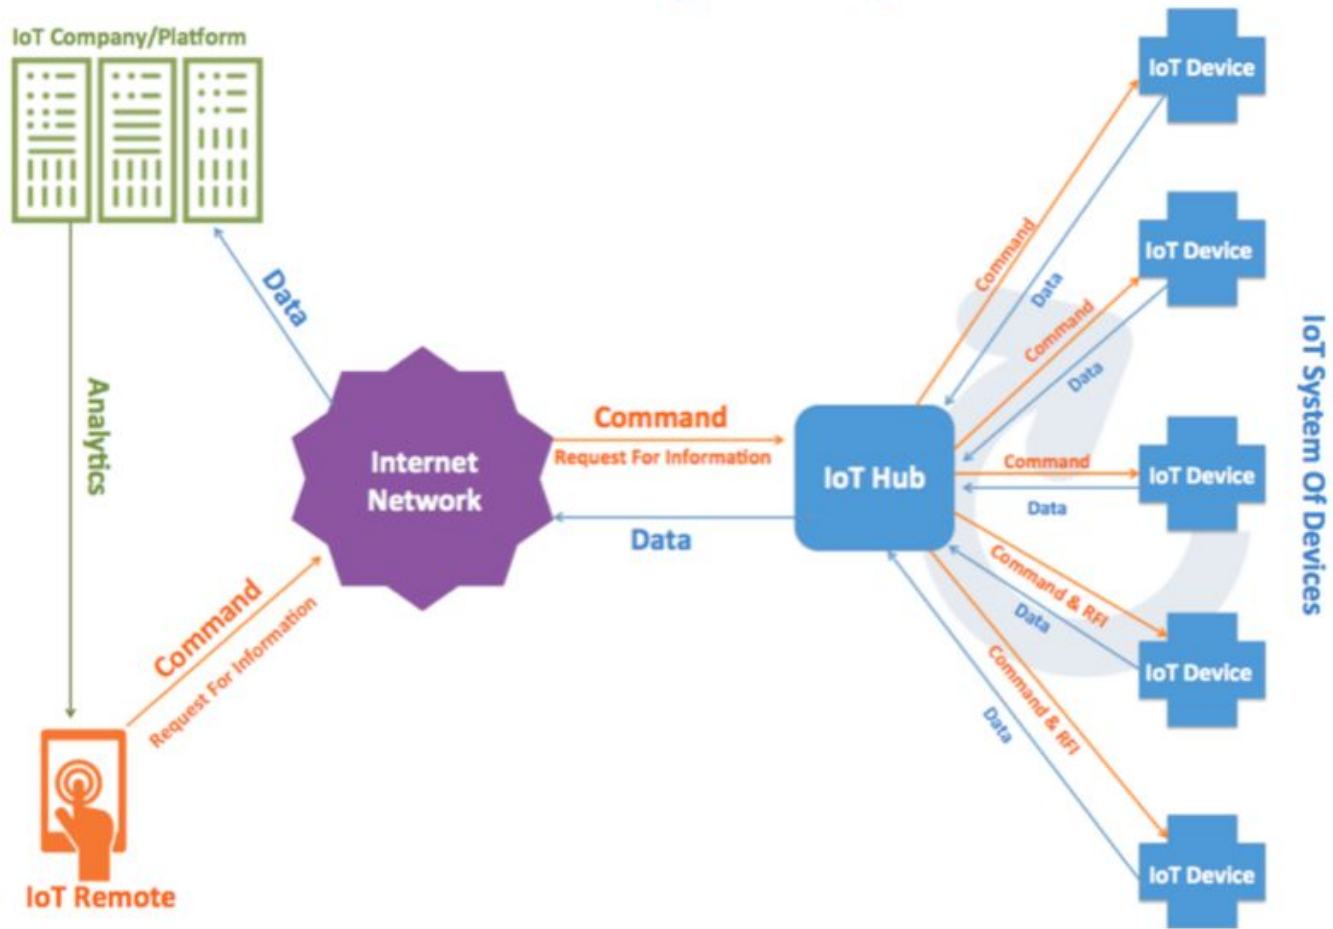 IoT Company/Platform
Data
Analytics
Internet
Network
Command
Request For Information
Data
Command
Request For Information
IoT Remote
IoT Hub
Command
Data
Command
Data
Command
Data
Command & RFI
Data
Command & RFI
Data
IoT Device
IoT Device
IoT Device
IoT Device
IoT Device
IoT System Of Devices